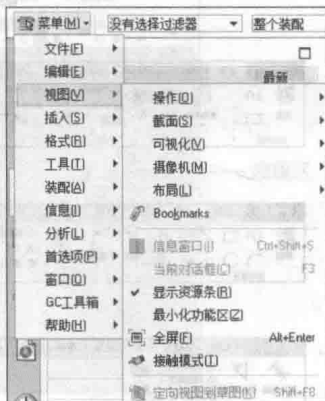 菜单(M)▾ 没有选择过滤器 ▾ 整个装配
文件(F)
编辑(E)
最新
视图(V)
操作(O)
插入(S)
截面(S)
格式(R)
可视化(V)
工具(T)
摄像机(M)
装配(A)
布局(L)
信息(I)
Bookmarks
分析(L)
信息窗口(I) Ctrl+Shift+S
首选项(P)
当前对话框(C) F3
窗口(O)
✓ 显示资源条(R)
GC工具箱
最小化功能区(Z)
帮助(H)
全屏(F) Alt+Enter
接触模式(T)
定向视图到草图(K) Shift+F8